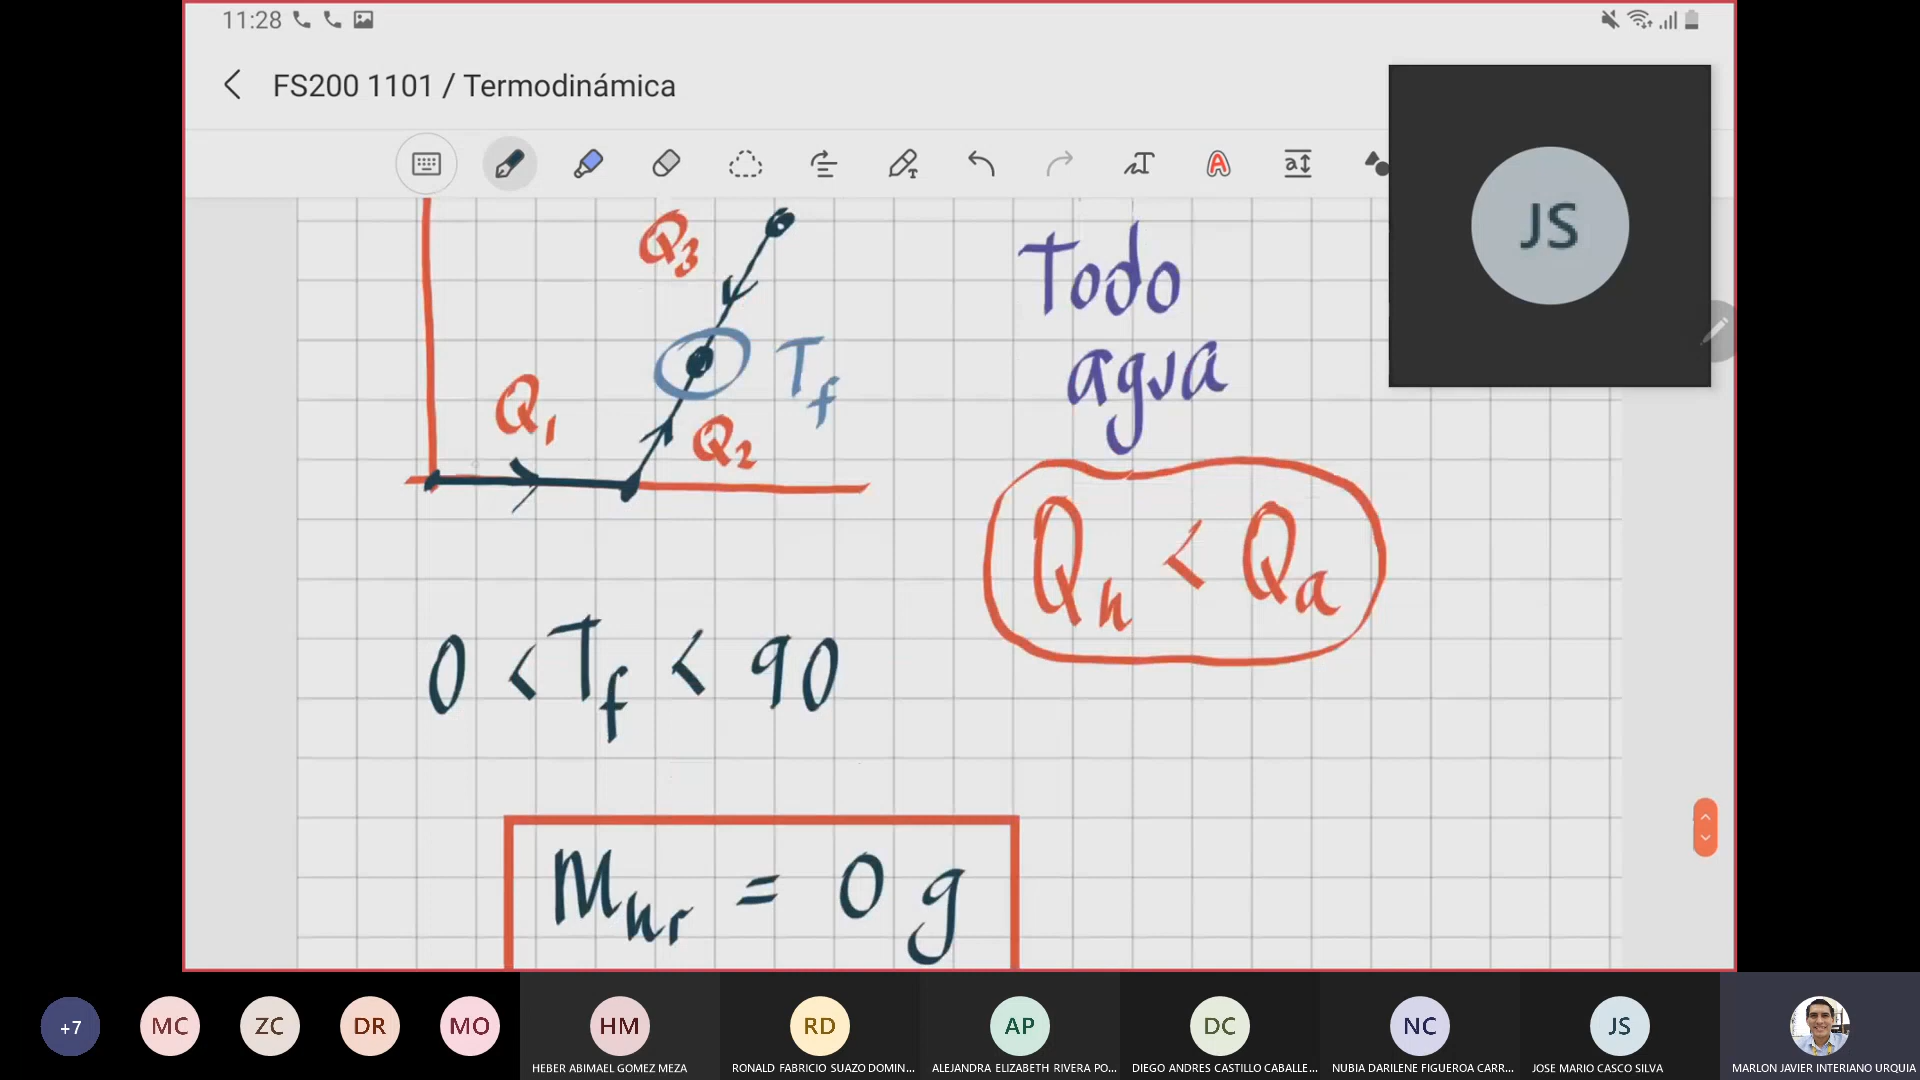 11:28
FS200 1101 / Termodinámica
Q3
Todo
agua
Tf
Q1
Q2
Qh < Qa
0 < Tf < 90
Mhr = 0 g
JS
+7
MC
ZC
DR
MO
HM
HEBER ABIMAEL GOMEZ MEZA
RD
RONALD FABRICIO SUAZO DOMIN...
AP
ALEJANDRA ELIZABETH RIVERA PO...
DC
DIEGO ANDRES CASTILLO CABALLE...
NC
NUBIA DARILENE FIGUEROA CARR...
JS
JOSE MARIO CASCO SILVA
MARLON JAVIER INTERIANO URQUIA